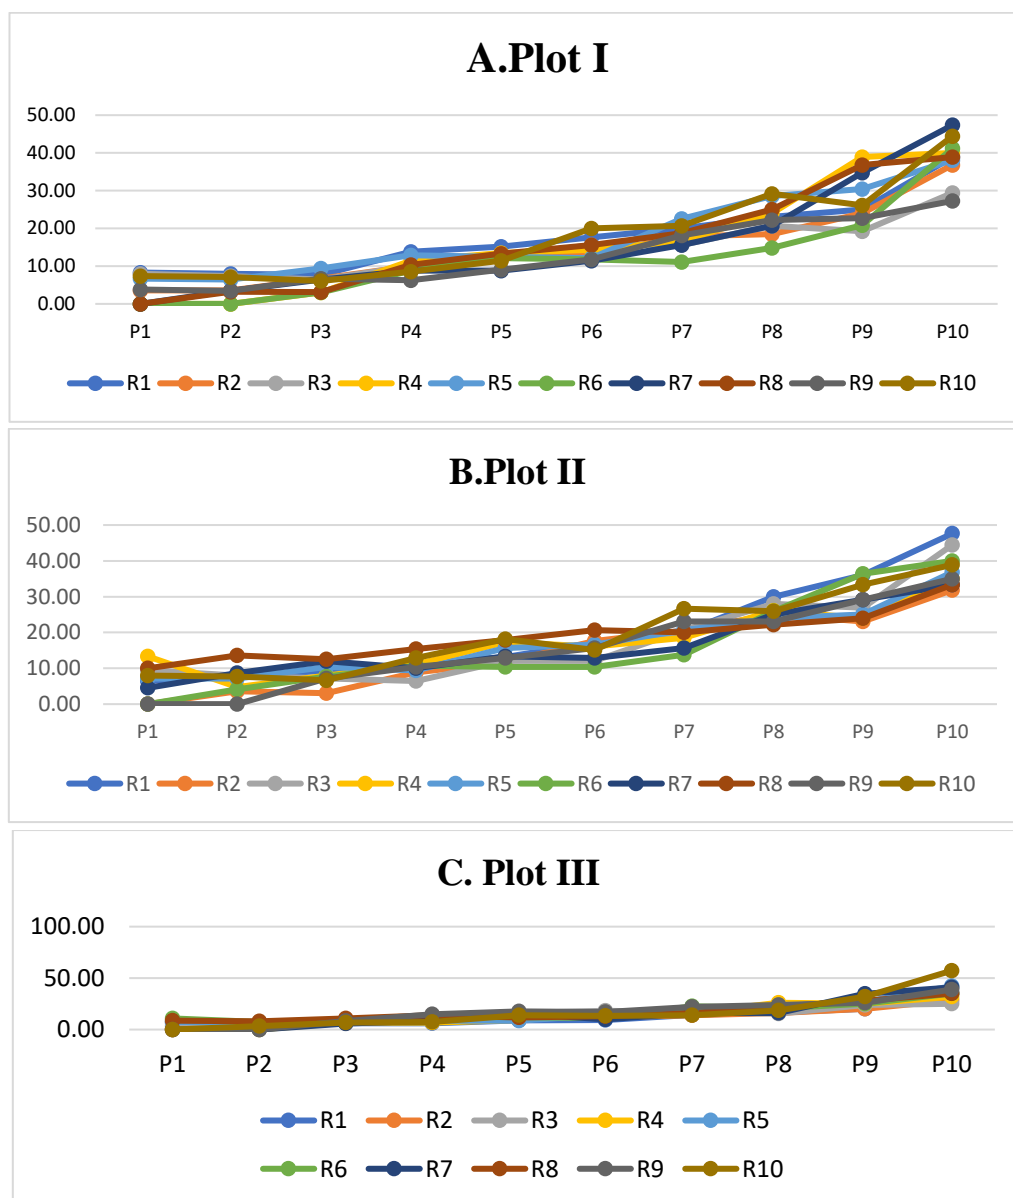 A.Plot I
50.00
40.00
30.00
20.00
10.00
0.00
P1 P2 P3 P4 P5 P6 P7 P8 P9 P10
R1 R2 R3 R4 R5 R6 R7 R8 R9 R10
B.Plot II
50.00
40.00
30.00
20.00
10.00
0.00
P1 P2 P3 P4 P5 P6 P7 P8 P9 P10
R1 R2 R3 R4 R5 R6 R7 R8 R9 R10
C. Plot III
100.00
50.00
0.00
P1 P2 P3 P4 P5 P6 P7 P8 P9 P10
R1 R2 R3 R4 R5
R6 R7 R8 R9 R10